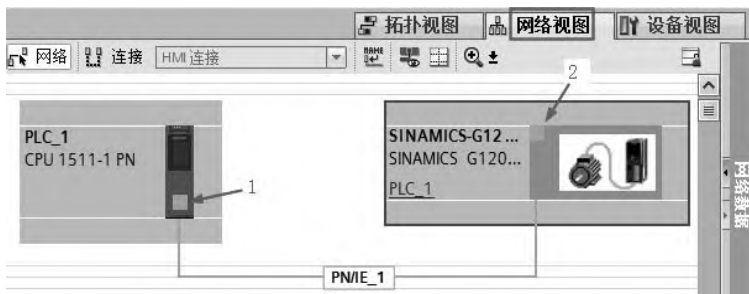 拓扑视图 网络视图 设备视图
网络 连接 HMI 连接 NAME
2
PLC_1
CPU 1511-1 PN
1
SINAMICS-G12 ...
SINAMICS G120...
PLC_1
PN/IE_1
网络数据